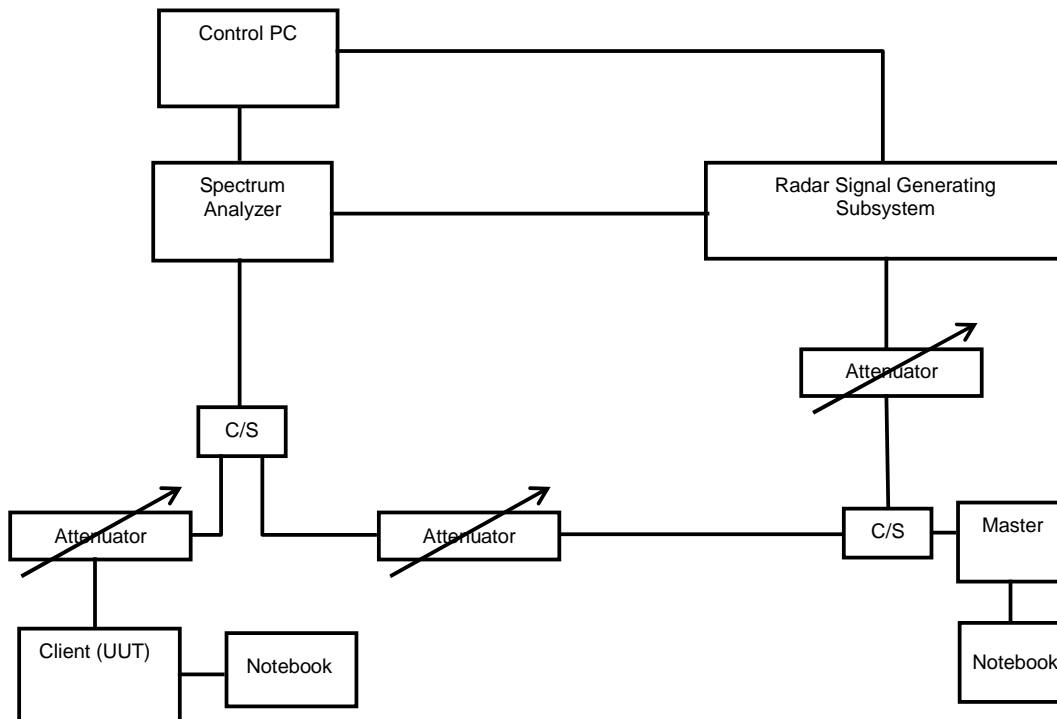 Control PC
Spectrum
Analyzer
Radar Signal Generating
Subsystem
Attenuator
C/S
Attenuator
Attenuator
C/S
Master
Client (UUT)
Notebook
Notebook